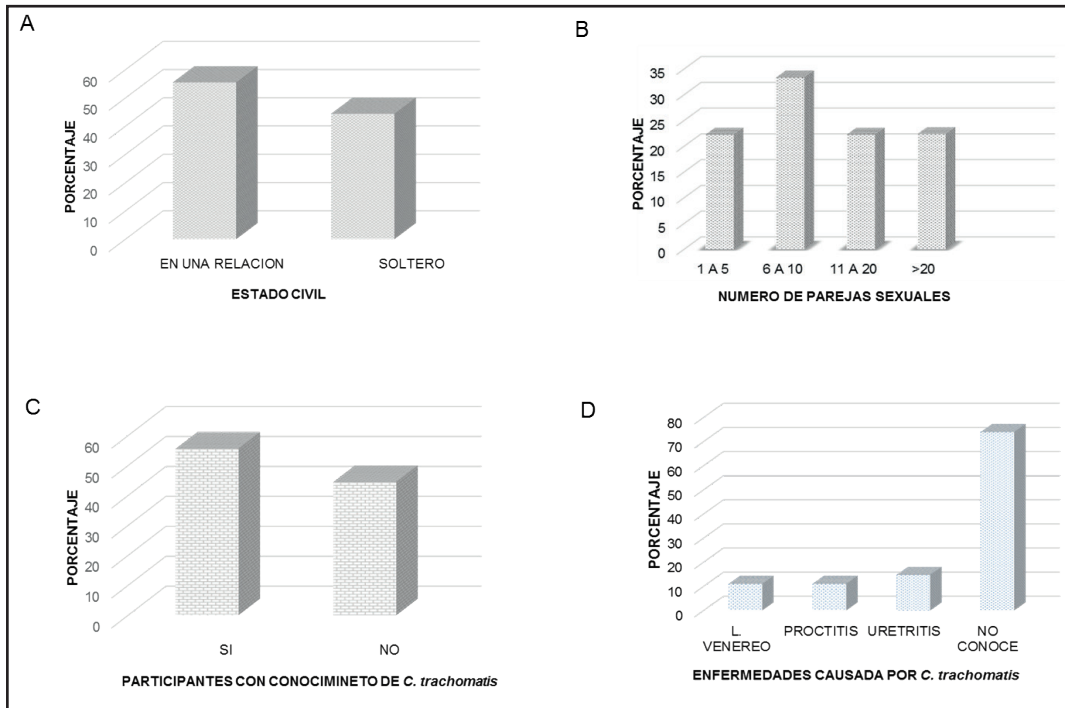 A
60
50
40
30
20
10
0
PORCENTAJE
EN UNA RELACION
SOLTERO
ESTADO CIVIL
B
35
30
25
20
15
10
5
0
PORCENTAJE
1 A 5
6 A 10
11 A 20
>20
NUMERO DE PAREJAS SEXUALES
C
60
50
40
30
20
10
0
PORCENTAJE
SI
NO
PARTICIPANTES CON CONOCIMINETO DE C. trachomatis
D
80
70
60
50
40
30
20
10
0
PORCENTAJE
L.
VENEREO
PROCTITIS
URETRITIS
NO
CONOCE
ENFERMEDADES CAUSADA POR C. trachomatis